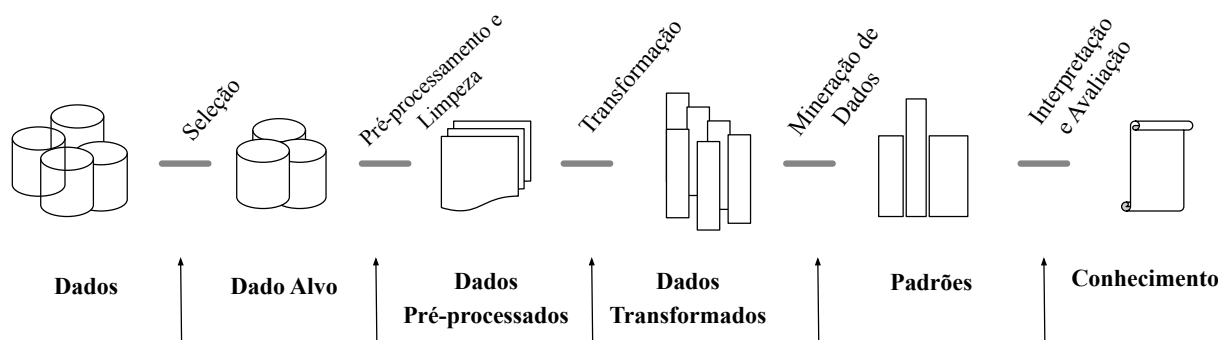 Seleção
Pré-processamento e
Limpeza
Transformação
Mineração de
Dados
Interpretação
e Avaliação
Dados
Dado Alvo
Dados
Pré-processados
Dados
Transformados
Padrões
Conhecimento